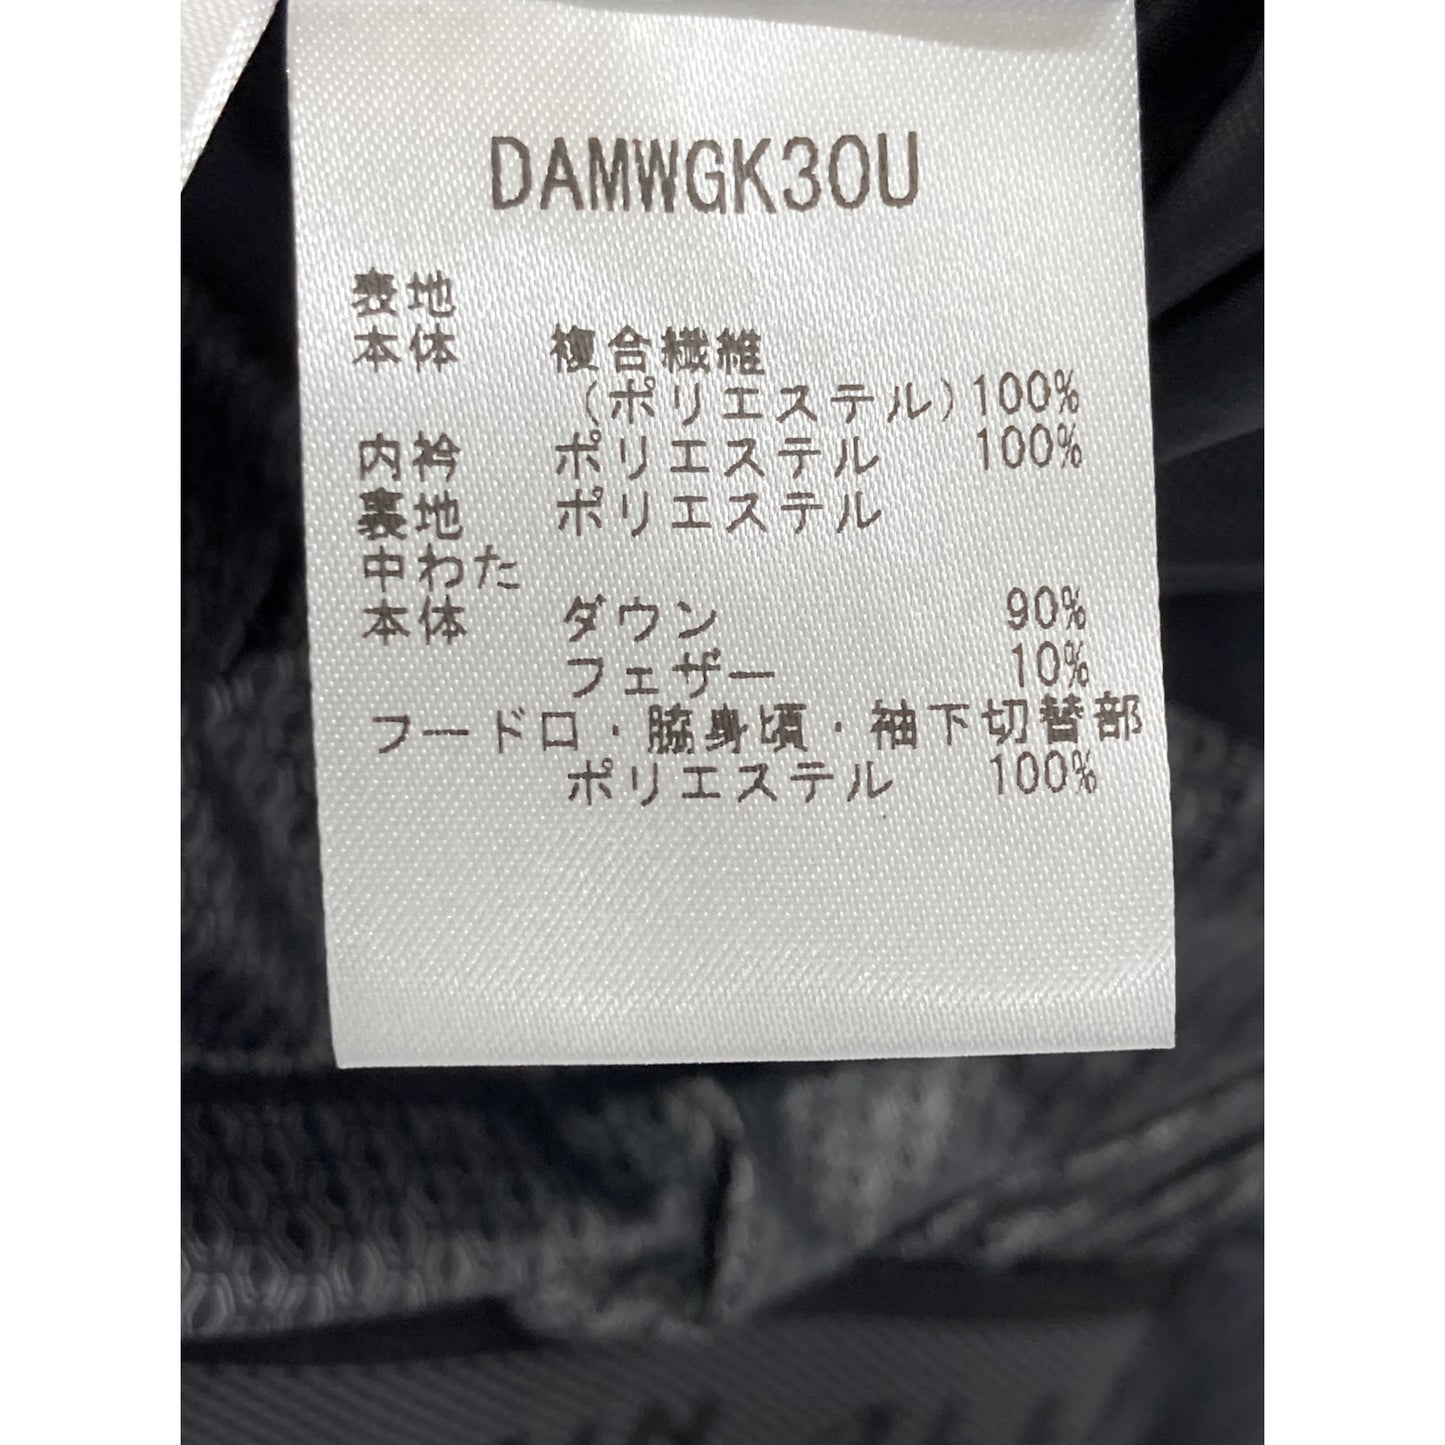 DAMWGK30U
表地
本体 複合繊維
(ポリエステル)100%
内衿 ポリエステル 100%
裏地 ポリエステル
中わた
本体 ダウン 90%
フェザー 10%
フード口・脇身頃・袖下切替部
ポリエステル 100%